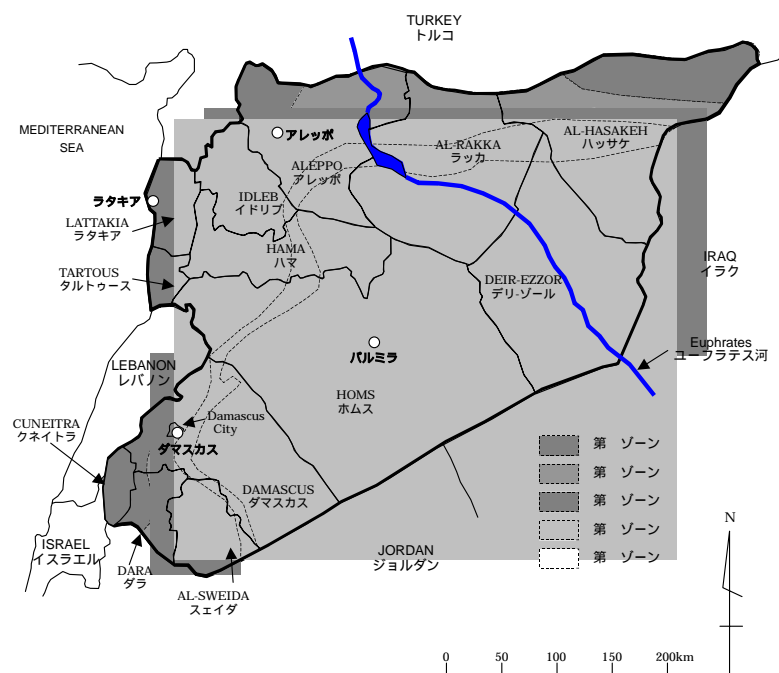 TURKEY
トルコ
MEDITERRANEAN
SEA
アレッポ
AL-HASAKEH
ハッサケ
AL-RAKKA
ラッカ
ALEPPO
アレッポ
IDLEB
イドリブ
ラタキア
LATTAKIA
ラタキア
HAMA
ハマ
TARTOUS
タルトゥース
DEIR-EZZOR
デリ-ゾール
IRAQ
イラク
Euphrates
ユーフラテス河
パルミラ
LEBANON
レバノン
HOMS
ホムス
Damascus
City
CUNEITRA
クネイトラ
ダマスカス
第 ゾーン
第 ゾーン
第 ゾーン
第 ゾーン
第 ゾーン
DAMASCUS
ダマスカス
N
ISRAEL
イスラエル
JORDAN
ジョルダン
DARA
ダラ
AL-SWEIDA
スェイダ
0 50 100 150 200km